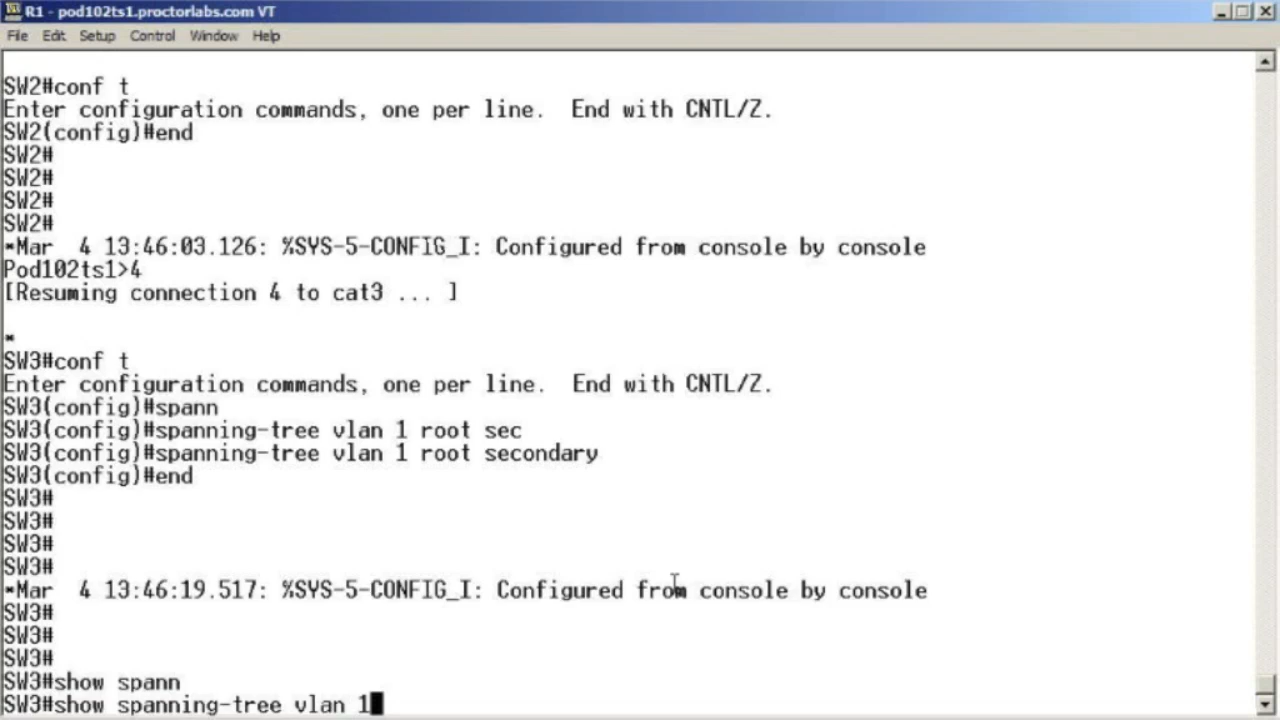 R1 - pod102ts1.proctorlabs.com VT
File Edit Setup Control Window Help
SW2#conf t
Enter configuration commands, one per line.  End with CNTL/Z.
SW2(config)#end
SW2#
SW2#
SW2#
SW2#
*Mar  4 13:46:03.126: %SYS-5-CONFIG_I: Configured from console by console
Pod102ts1>4
[Resuming connection 4 to cat3 ... ]
*
SW3#conf t
Enter configuration commands, one per line.  End with CNTL/Z.
SW3(config)#spann
SW3(config)#spanning-tree vlan 1 root sec
SW3(config)#spanning-tree vlan 1 root secondary
SW3(config)#end
SW3#
SW3#
SW3#
SW3#
*Mar  4 13:46:19.517: %SYS-5-CONFIG_I: Configured from console by console
SW3#
SW3#
SW3#
SW3#show spann
SW3#show spanning-tree vlan 1